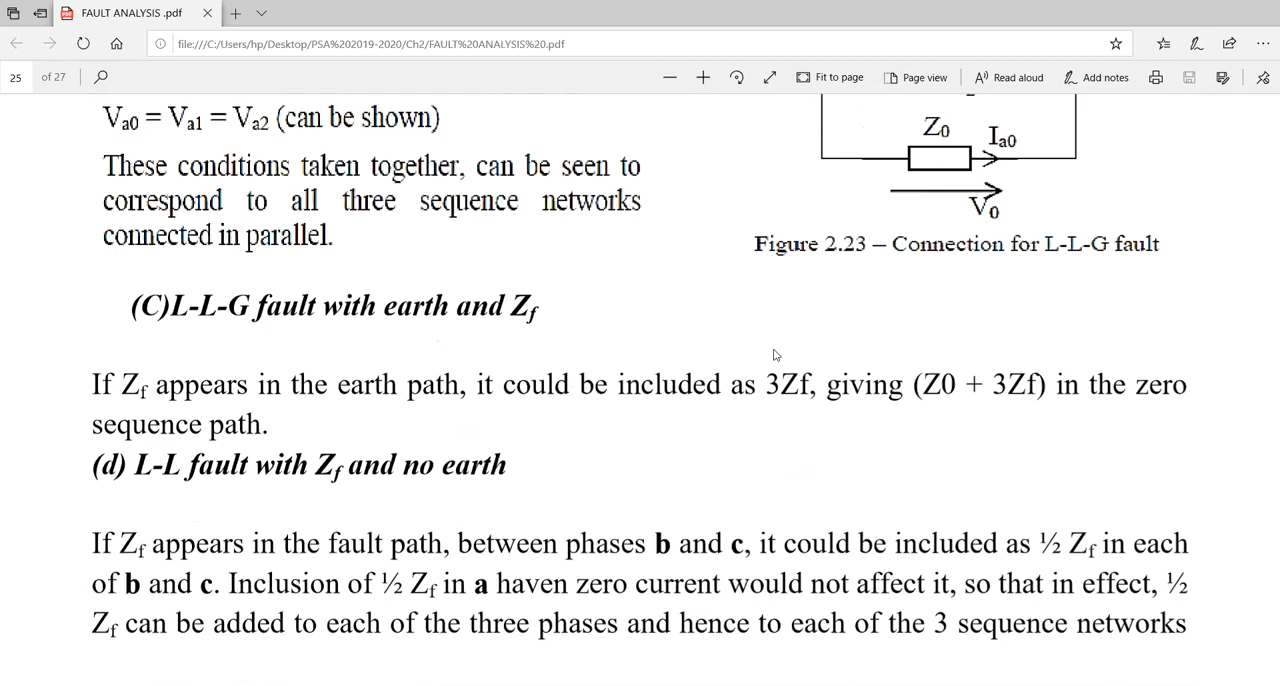 FAULT ANALYSIS .pdf
file:///C:/Users/hp/Desktop/PSA%202019-2020/Ch2/FAULT%20ANALYSIS%20.pdf
25 of 27 Fit to page Page view Read aloud Add notes
Va0 = Va1 = Va2 (can be shown)
These conditions taken together, can be seen to
correspond to all three sequence networks
connected in parallel.
Z0
Ia0
V0
Figure 2.23 – Connection for L-L-G fault
(C)L-L-G fault with earth and Zf
If Zf appears in the earth path, it could be included as 3Zf, giving (Z0 + 3Zf) in the zero
sequence path.
(d) L-L fault with Zf and no earth
If Zf appears in the fault path, between phases b and c, it could be included as ½ Zf in each
of b and c. Inclusion of ½ Zf in a haven zero current would not affect it, so that in effect, ½
Zf can be added to each of the three phases and hence to each of the 3 sequence networks